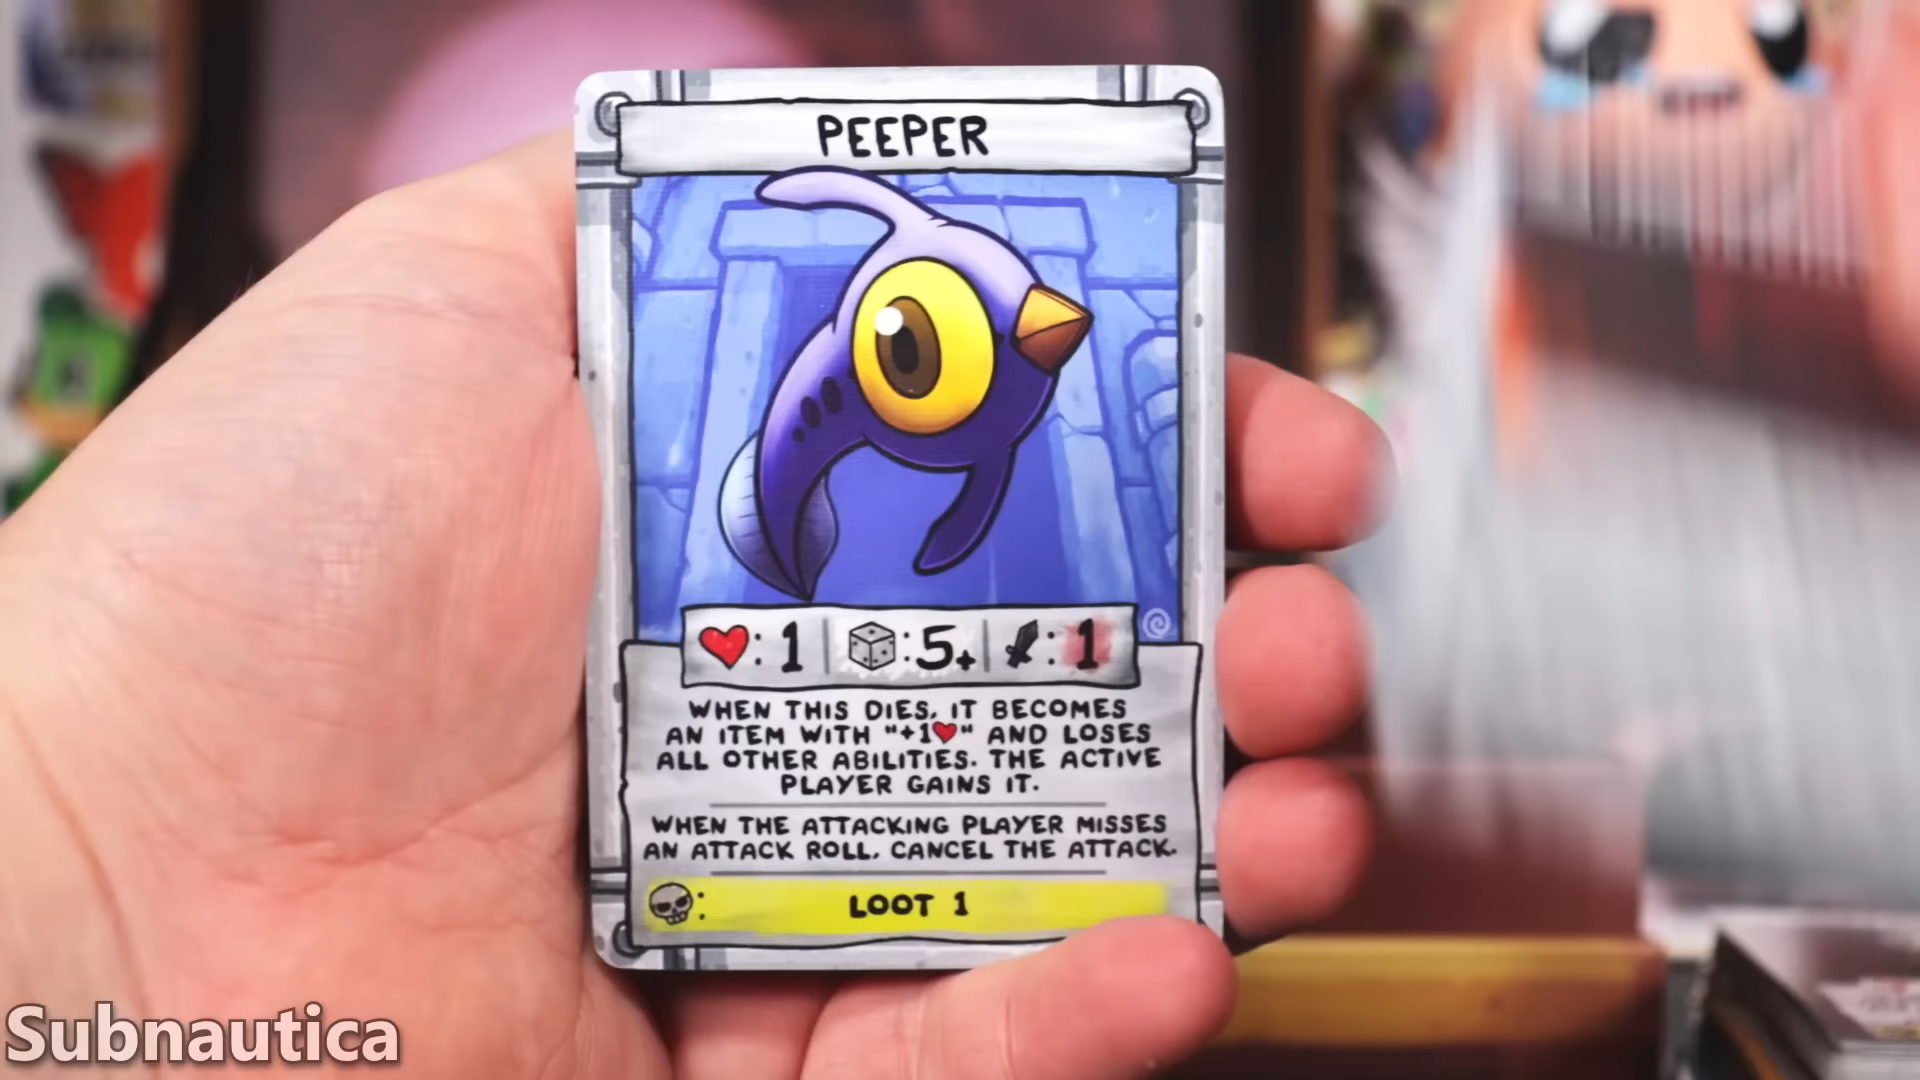 PEEPER
: 1 : 5+ : 1
WHEN THIS DIES, IT BECOMES
AN ITEM WITH "+1♥" AND LOSES
ALL OTHER ABILITIES. THE ACTIVE
PLAYER GAINS IT.
WHEN THE ATTACKING PLAYER MISSES
AN ATTACK ROLL, CANCEL THE ATTACK.
: LOOT 1
Subnautica